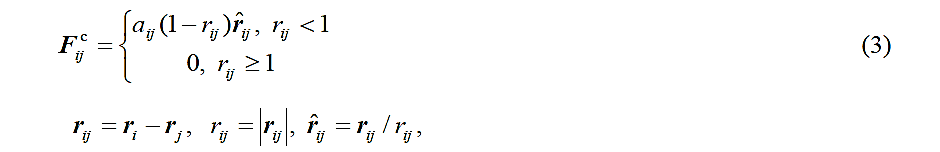 F_ij^c = { a_ij(1−r_ij)r̂_ij, r_ij < 1 (3)
0, r_ij ≥ 1
r_ij = r_i − r_j, r_ij = |r_ij|, r̂_ij = r_ij / r_ij,